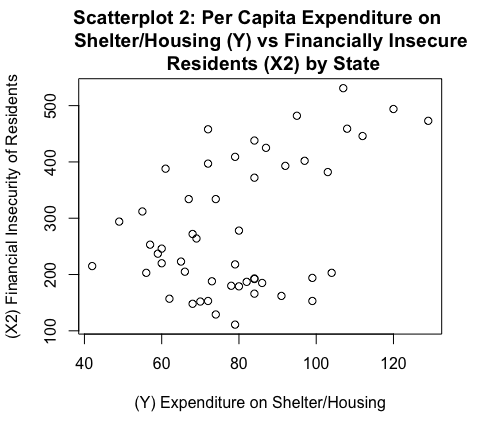 Scatterplot 2: Per Capita Expenditure on
Shelter/Housing (Y) vs Financially Insecure
Residents (X2) by State
(X2) Financial Insecurity of Residents
500
400
300
200
100
40 60 80 100 120
(Y) Expenditure on Shelter/Housing